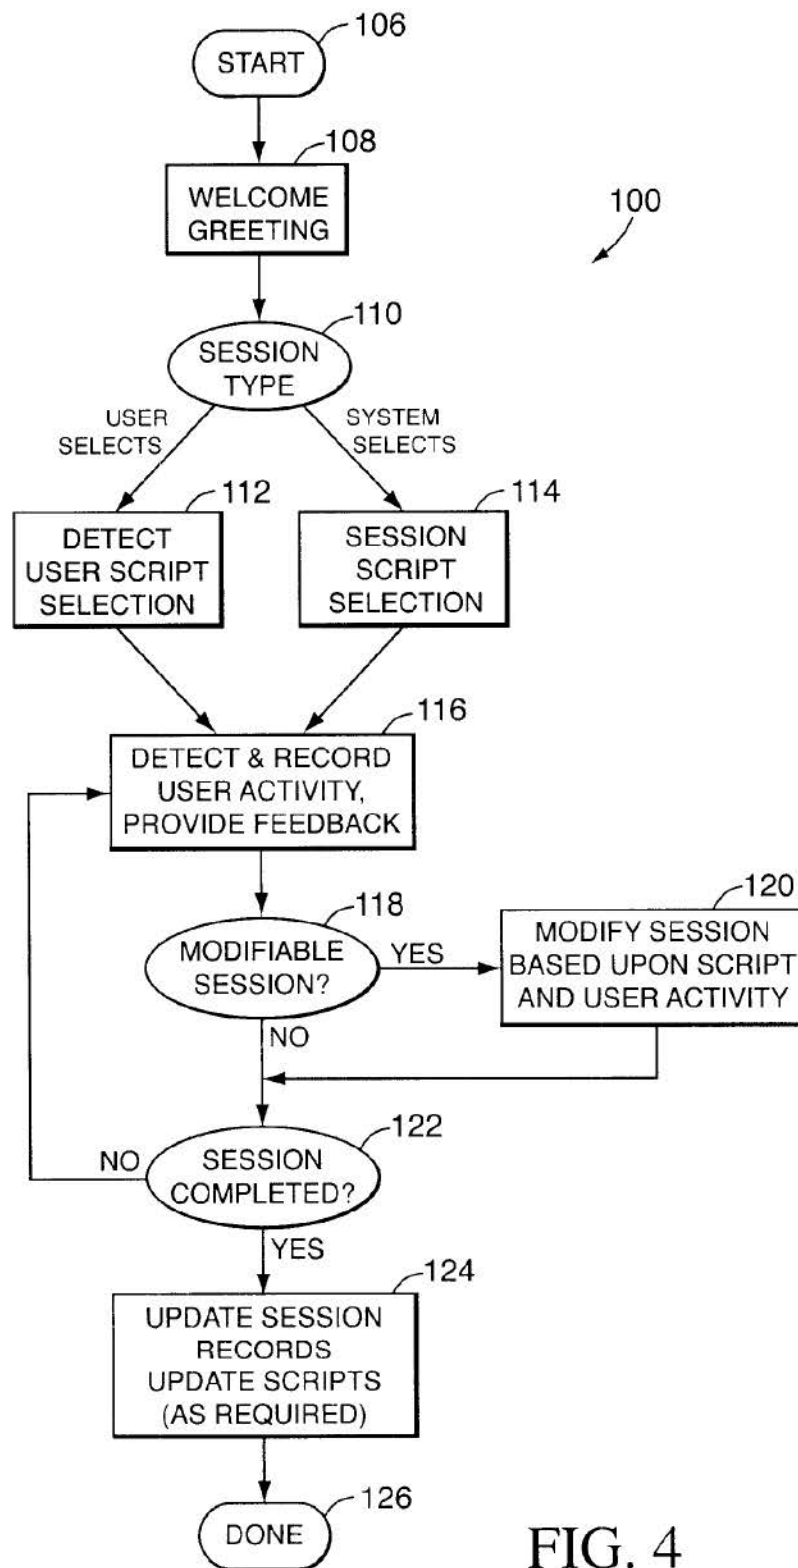 106
START
108
WELCOME
GREETING
100
110
SESSION
TYPE
USER
SELECTS
SYSTEM
SELECTS
112
DETECT
USER SCRIPT
SELECTION
114
SESSION
SCRIPT
SELECTION
116
DETECT & RECORD
USER ACTIVITY,
PROVIDE FEEDBACK
118
MODIFIABLE
SESSION?
YES
120
MODIFY SESSION
BASED UPON SCRIPT
AND USER ACTIVITY
NO
122
NO
SESSION
COMPLETED?
YES
124
UPDATE SESSION
RECORDS
UPDATE SCRIPTS
(AS REQUIRED)
126
DONE
FIG. 4